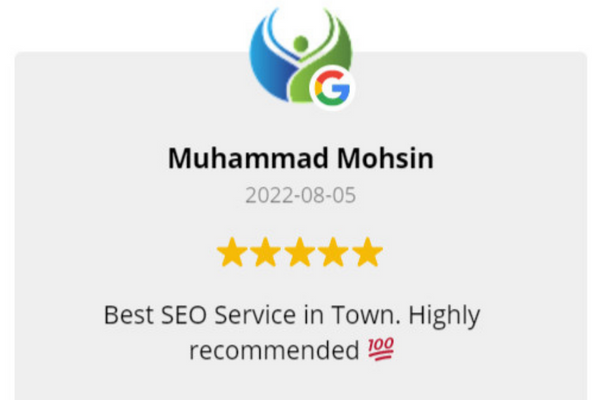 G
Muhammad Mohsin
2022-08-05
Best SEO Service in Town. Highly
recommended 💯